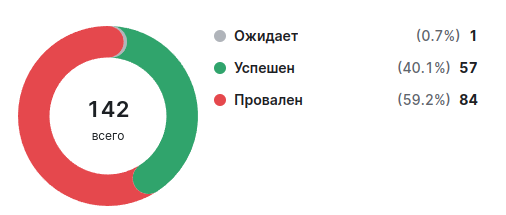 142
всего
Ожидает (0.7%) 1
Успешен (40.1%) 57
Провален (59.2%) 84